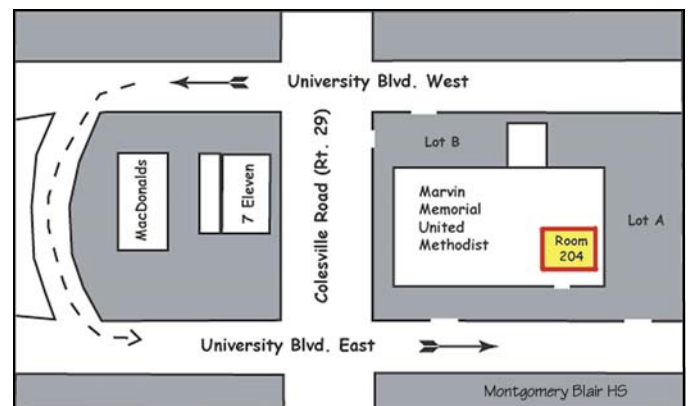 University Blvd. West
MacDonalds
7 Eleven
Colesville Road (Rt. 29)
Lot B
Marvin
Memorial
United
Methodist
Room
204
Lot A
University Blvd. East
Montgomery Blair HS